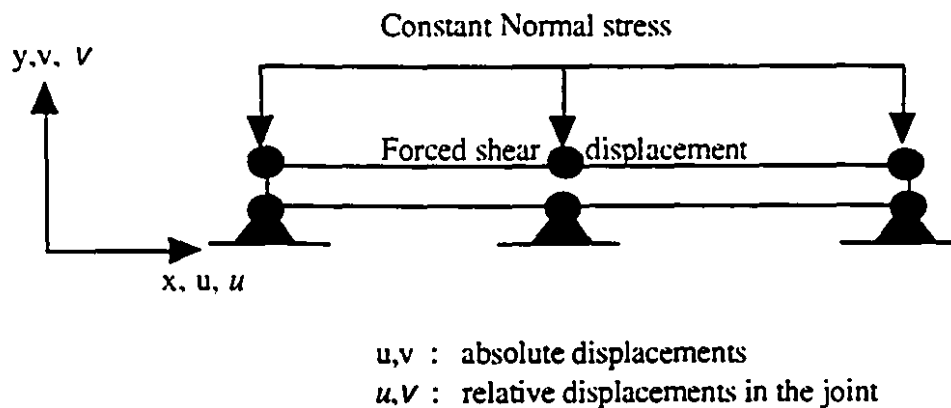 Constant Normal stress
y,v, v
Forced shear displacement
x, u, u
u,v : absolute displacements
u,v : relative displacements in the joint